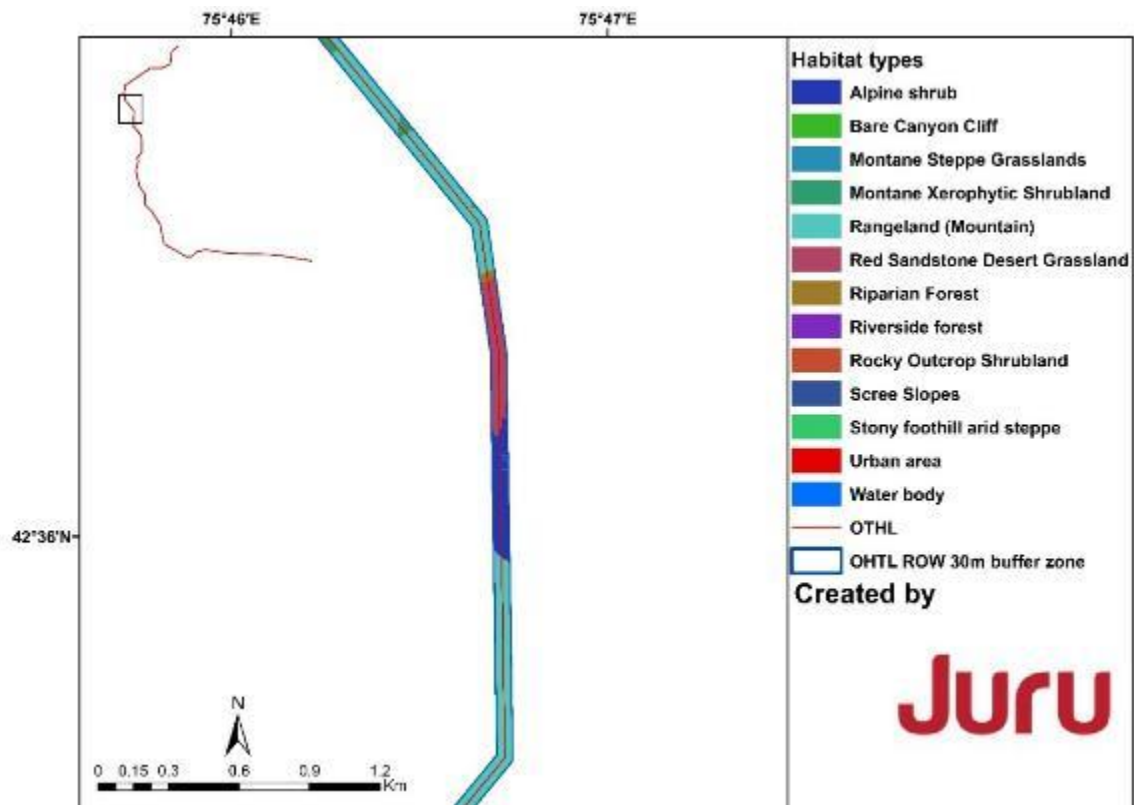 75°46'E
75°47'E
42°36'N
N
0 0.15 0.3 0.6 0.9 1.2
Km
Habitat types
Alpine shrub
Bare Canyon Cliff
Montane Steppe Grasslands
Montane Xerophytic Shrubland
Rangeland (Mountain)
Red Sandstone Desert Grassland
Riparian Forest
Riverside forest
Rocky Outcrop Shrubland
Scree Slopes
Stony foothill arid steppe
Urban area
Water body
OTHL
OHTL ROW 30m buffer zone
Created by
Juru